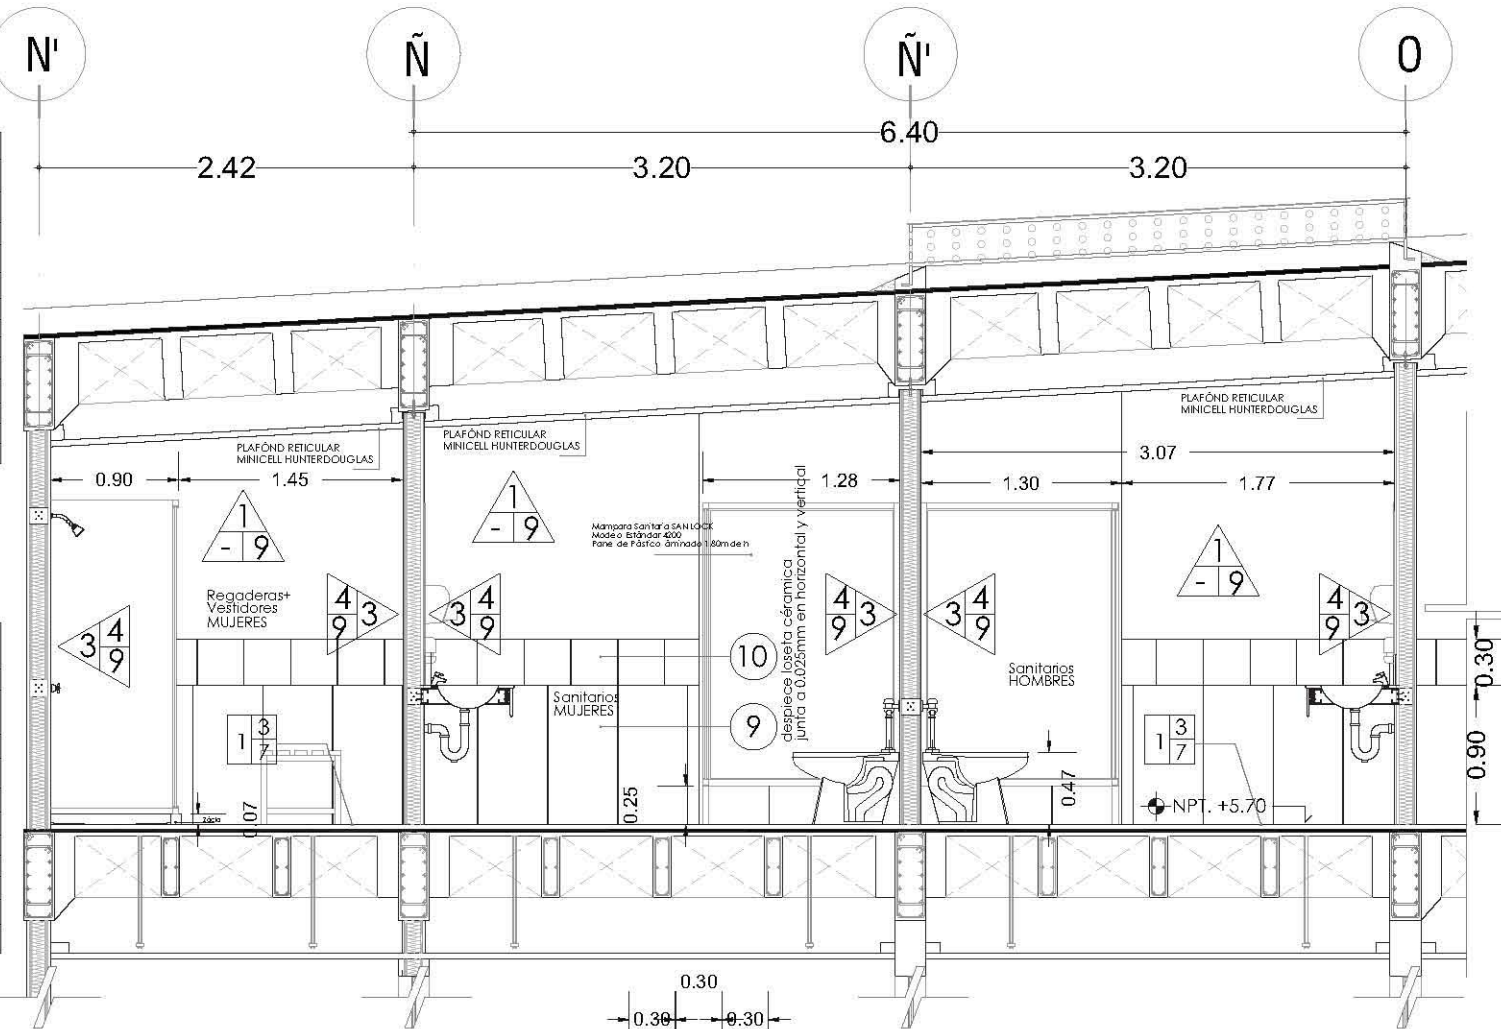 N' Ñ Ñ' O
6.40
2.42 3.20 3.20
PLAFÓND RETICULAR
MINICELL HUNTERDOUGLAS
PLAFÓND RETICULAR
MINICELL HUNTERDOUGLAS
PLAFÓND RETICULAR
MINICELL HUNTERDOUGLAS
3.07
0.90 1.45 1.28 1.30 1.77
1
- 9
1
- 9
1
- 9
Mampara Sanitaria SANLOCK
Modelo Estándar 4200
despiece loseta céramica
junta a 0.025mm en horizontal y vertical
Regaderas+
Vestidores
MUJERES
3 4
9
4 3
9
3 4
9
4 3
9
3 4
9
4 3
9
10
Sanitarios
MUJERES
9
Sanitarios
HOMBRES
1 3
7
1 3
7
0.30
0.90
0.07
0.25
0.47
NPT. +5.70
0.30
0.30 0.30